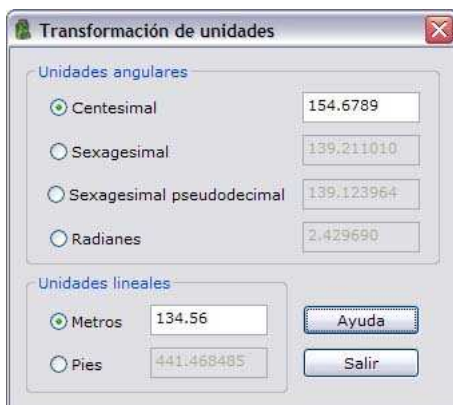 Transformación de unidades
Unidades angulares
Centesimal 154.6789
Sexagesimal 139.211010
Sexagesimal pseudodecimal 139.123964
Radianes 2.429690
Unidades lineales
Metros 134.56
Pies 441.468485
Ayuda
Salir